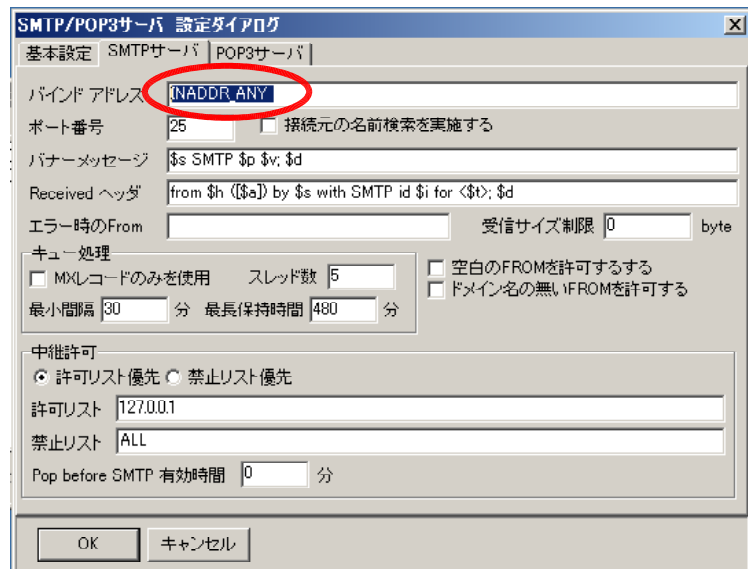 SMTP/POP3サーバ 設定ダイアログ
基本設定 SMTPサーバ POP3サーバ
バインド アドレス INADDR_ANY
ポート番号 25 接続元の名前検索を実施する
バナーメッセージ $s SMTP $p $v; $d
Received ヘッダ from $h ([$a]) by $s with SMTP id $i for <$t>; $d
エラー時のFrom 受信サイズ制限 0 byte
キュー処理
MXレコードのみを使用 スレッド数 5 空白のFROMを許可するする
最小間隔 30 分 最長保持時間 480 分 ドメイン名の無いFROMを許可する
中継許可
許可リスト優先 禁止リスト優先
許可リスト 127.0.0.1
禁止リスト ALL
Pop before SMTP 有効時間 0 分
OK キャンセル